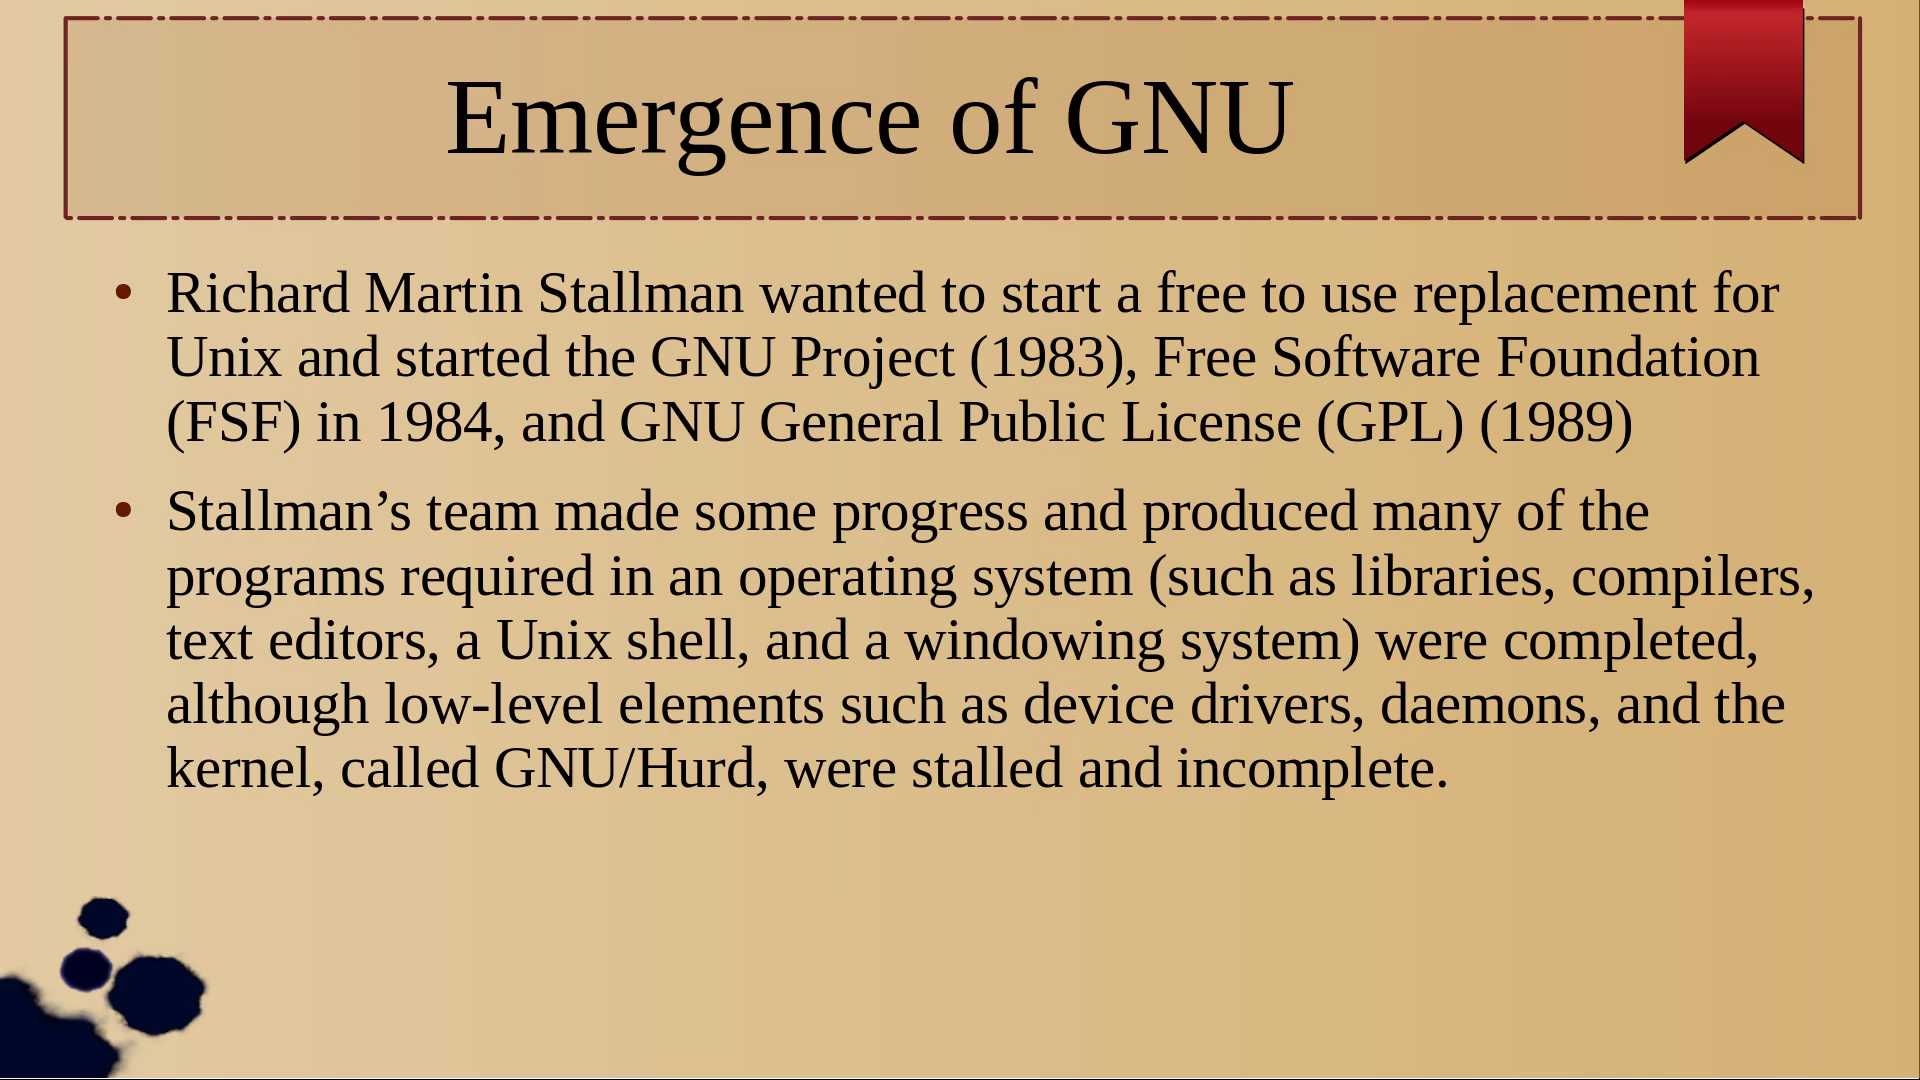 Emergence of GNU
• Richard Martin Stallman wanted to start a free to use replacement for
Unix and started the GNU Project (1983), Free Software Foundation
(FSF) in 1984, and GNU General Public License (GPL) (1989)
• Stallman’s team made some progress and produced many of the
programs required in an operating system (such as libraries, compilers,
text editors, a Unix shell, and a windowing system) were completed,
although low-level elements such as device drivers, daemons, and the
kernel, called GNU/Hurd, were stalled and incomplete.